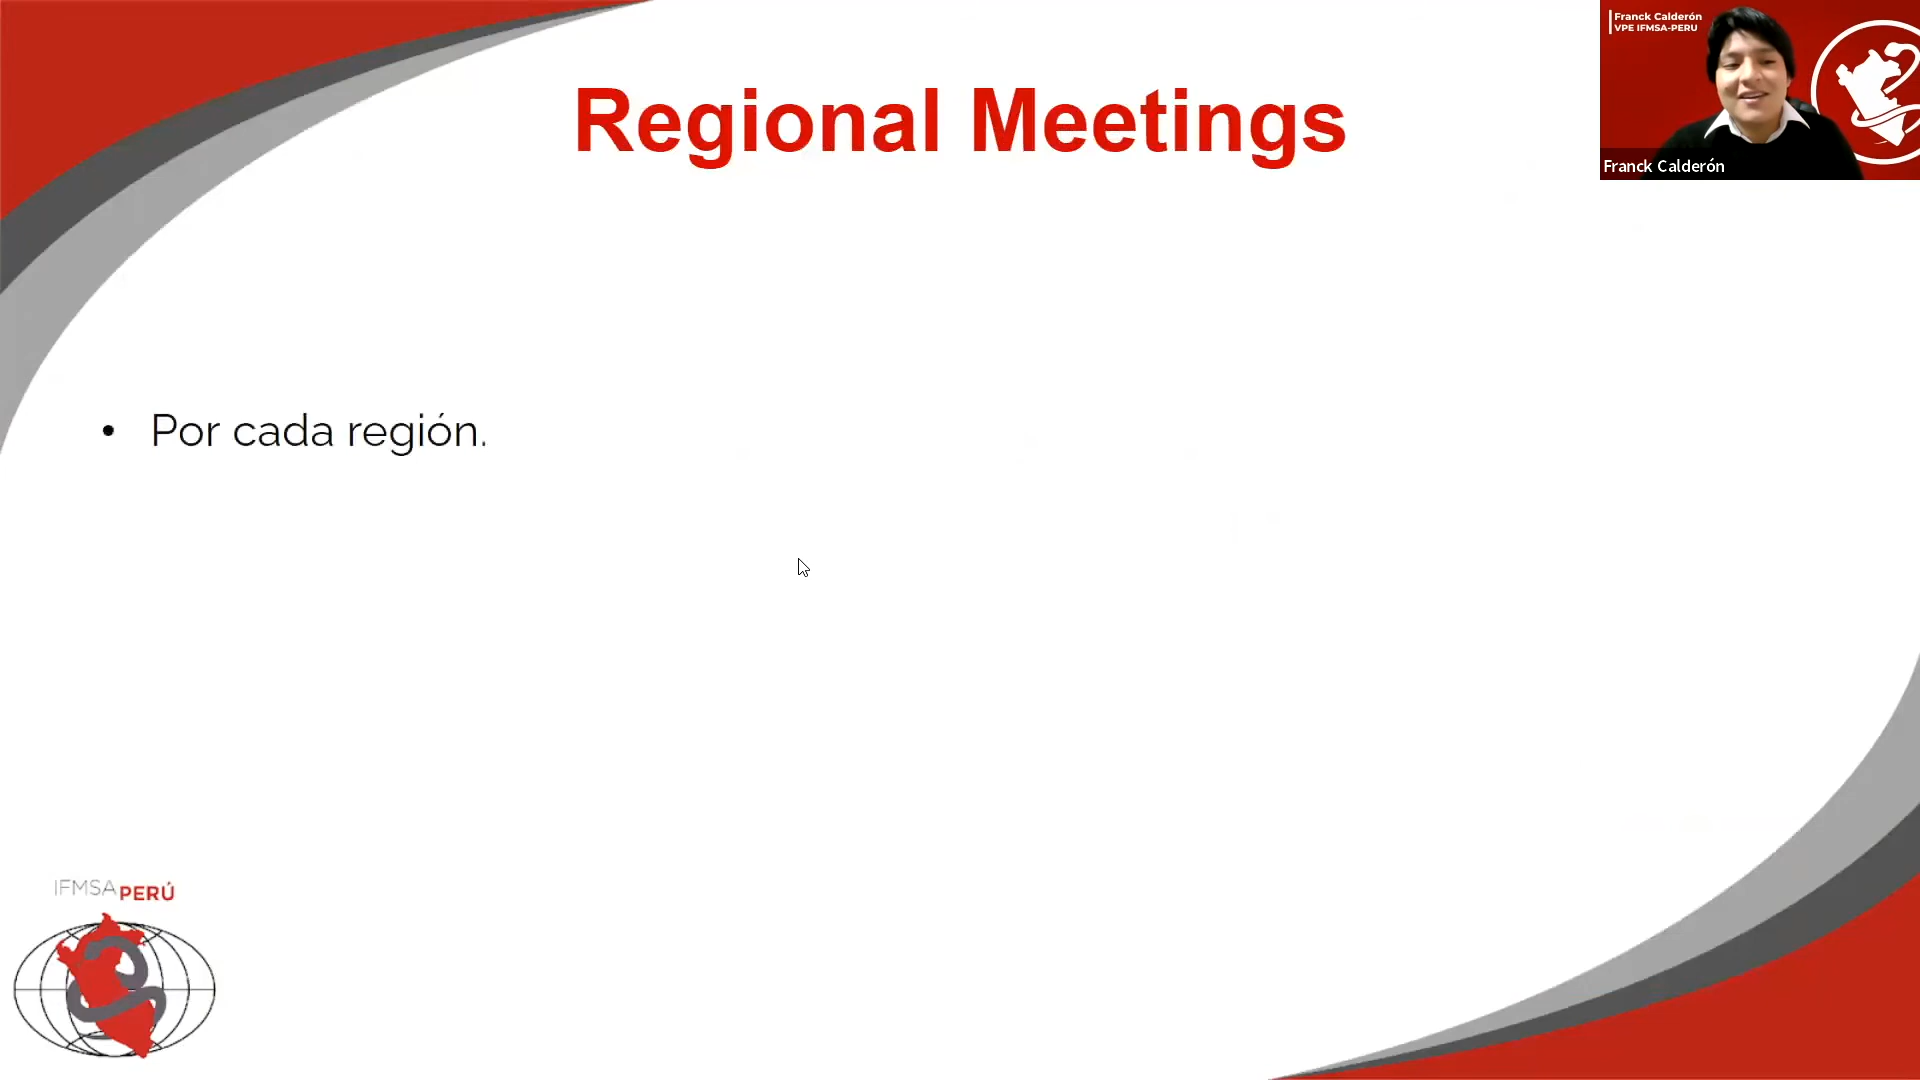 Regional Meetings
Franck Calderón
VPE IFMSA-PERU
Franck Calderón
• Por cada región.
IFMSA PERÚ